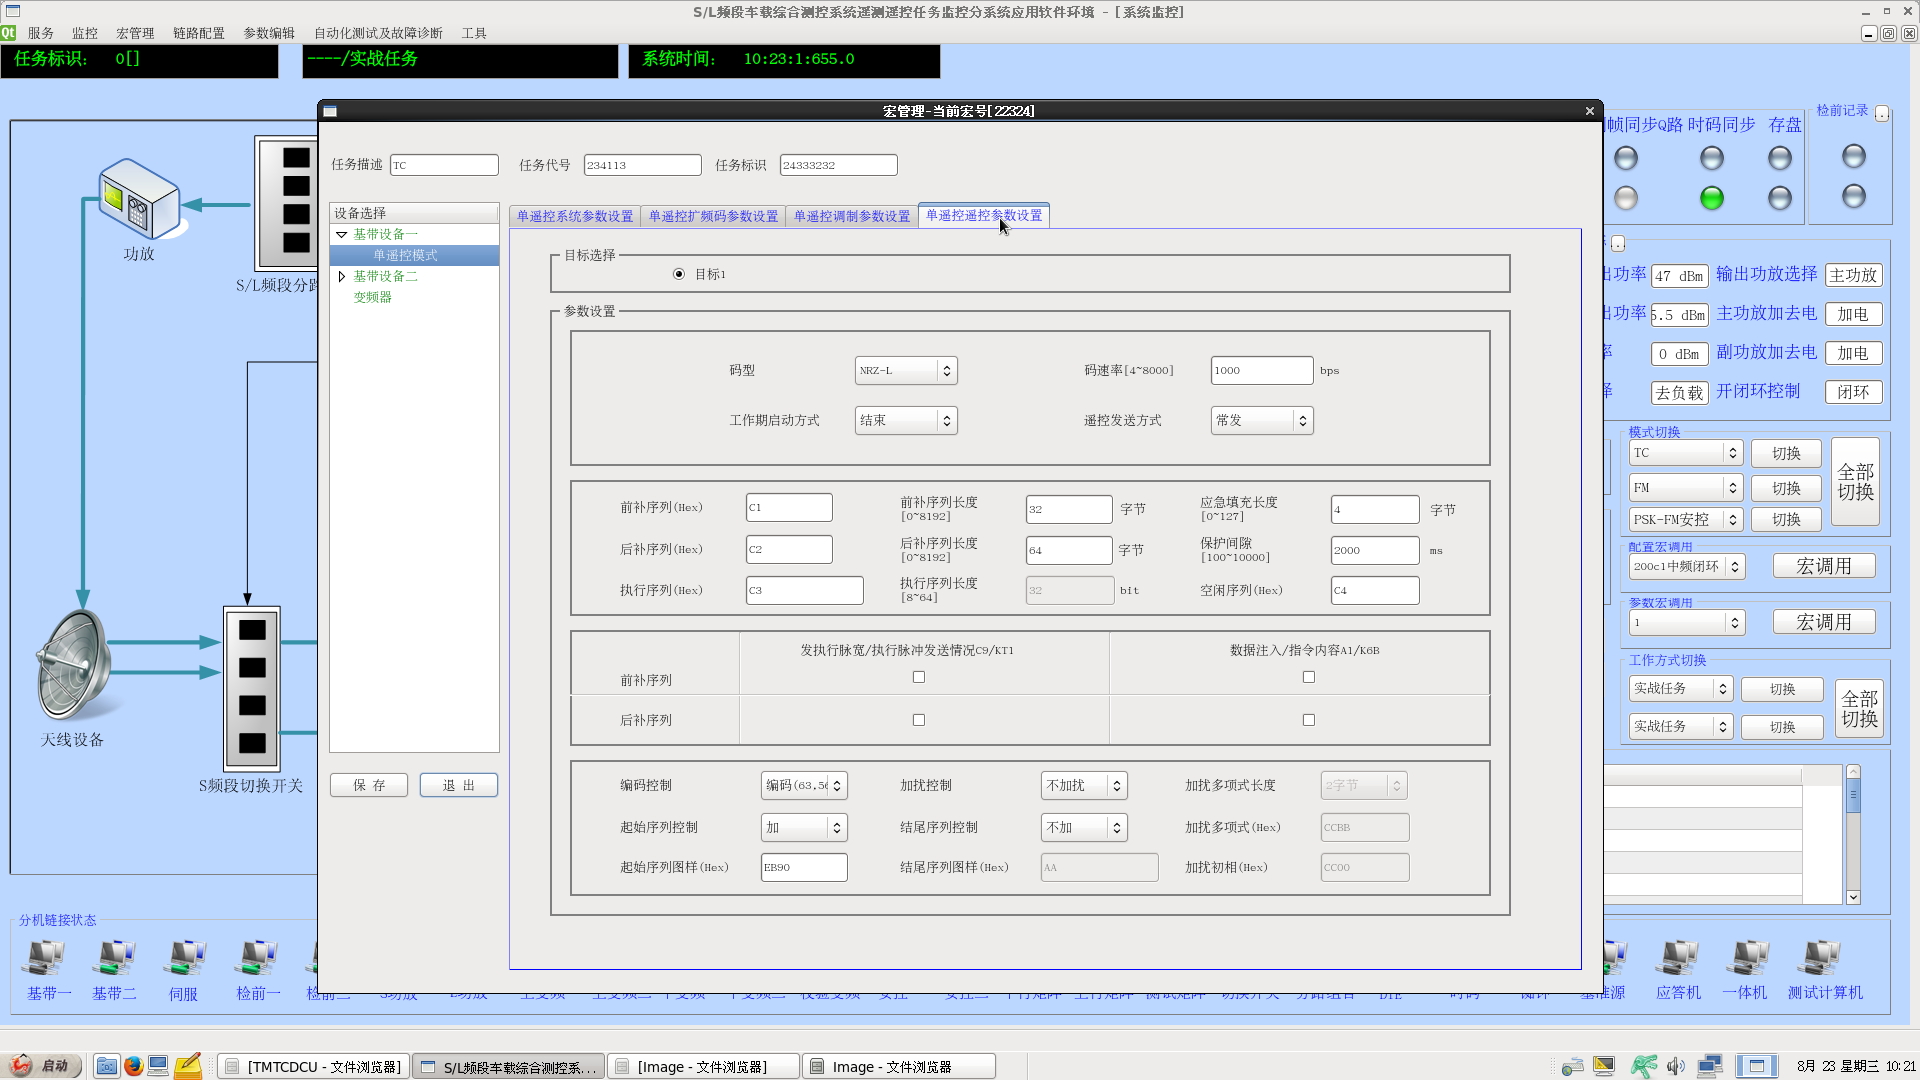 S/L频段车载综合测控系统遥测遥控任务监控分系统应用软件环境 - [系统监控]
服务 监控 宏管理 链路配置 参数编辑 自动化测试及故障诊断 工具
任务标识： 0[]
----/实战任务
系统时间： 10:23:1:655.0
宏管理-当前宏号[22324]
任务描述 TC 任务代号 234113 任务标识 24333232
设备选择
基带设备一
单遥控模式
基带设备二
变频器
保 存 退 出
单遥控系统参数设置 单遥控扩频码参数设置 单遥控调制参数设置 单遥控遥控参数设置
目标选择
目标1
参数设置
码型 NRZ-L 码速率[4~8000] 1000 bps
工作期启动方式 结束 遥控发送方式 常发
前补序列(Hex) C1 前补序列长度 [0~8192] 32 字节 应急填充长度 [0~127] 4 字节
后补序列(Hex) C2 后补序列长度 [0~8192] 64 字节 保护间隙 [100~10000] 2000 ms
执行序列(Hex) C3 执行序列长度 [8~64] 32 bit 空闲序列(Hex) C4
发执行脉宽/执行脉冲发送情况C9/KT1 数据注入/指令内容A1/K6B
前补序列
后补序列
编码控制 编码(63,56 加扰控制 不加扰 加扰多项式长度 2字节
起始序列控制 加 结尾序列控制 不加 加扰多项式(Hex) CCBB
起始序列图样(Hex) EB90 结尾序列图样(Hex) AA 加扰初相(Hex) CC00
功放
S/L频段分路
天线设备
S频段切换开关
帧同步Q路 时码同步 存盘
检前记录
出功率 47 dBm 输出功放选择 主功放
出功率 5.5 dBm 主功放加去电 加电
率 0 dBm 副功放加去电 加电
择 去负载 开闭环控制 闭环
模式切换
TC 切换
FM 切换
PSK-FM安控 切换
全部切换
配置宏调用
200c1中频闭环 宏调用
参数宏调用
1 宏调用
工作方式切换
实战任务 切换
实战任务 切换
全部切换
分机链接状态
基带一 基带二 伺服 检前一 应答机 一体机 测试计算机
启动 [TMTCDCU - 文件浏览器] S/L频段车载综合测控系... [Image - 文件浏览器] Image - 文件浏览器 8月 23 星期三 10:21